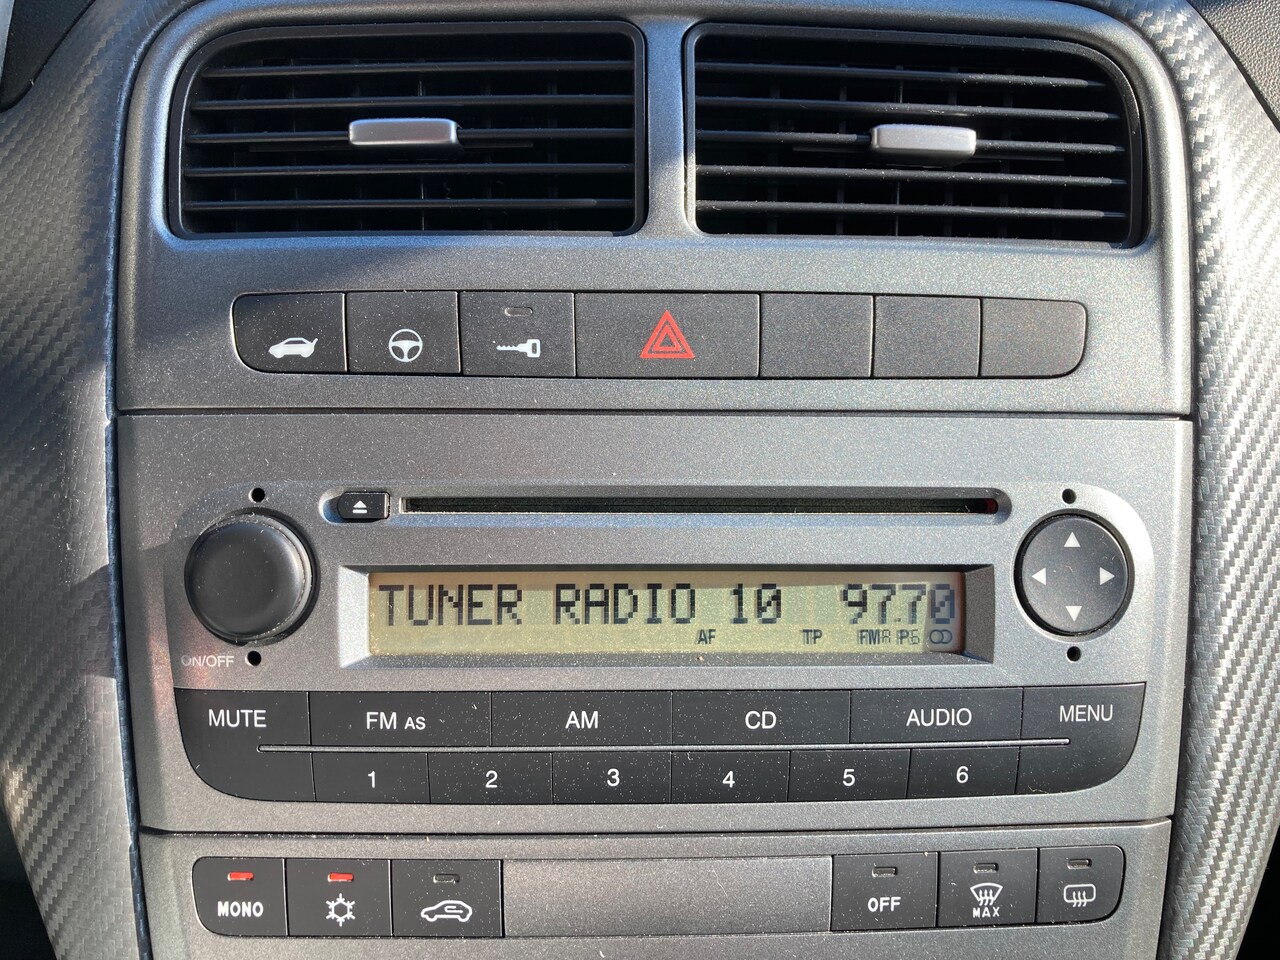 TUNER RADIO 10 97.70
AF TP FM
ON/OFF
MUTE FM AS AM CD AUDIO MENU
1 2 3 4 5 6
MONO OFF MAX